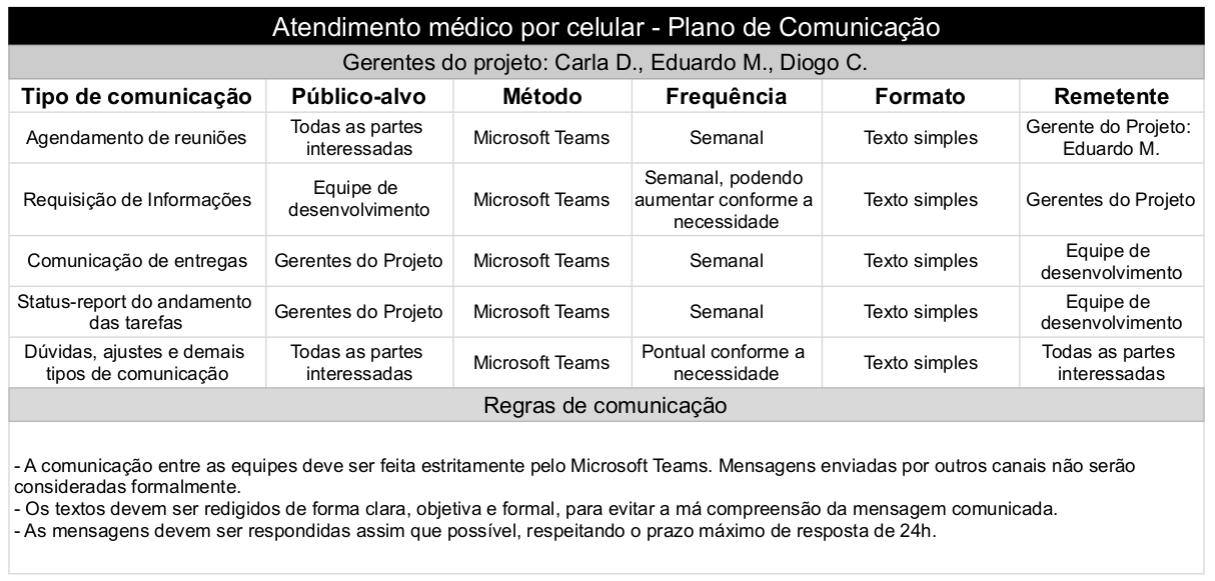 Atendimento médico por celular - Plano de Comunicação
Gerentes do projeto: Carla D., Eduardo M., Diogo C.
Tipo de comunicação Público-alvo Método Frequência Formato Remetente
Agendamento de reuniões
Todas as partes
interessadas
Microsoft Teams
Semanal
Texto simples
Gerente do Projeto:
Eduardo M.
Requisição de Informações
Equipe de
desenvolvimento
Microsoft Teams
Semanal, podendo
aumentar conforme a
necessidade
Texto simples
Gerentes do Projeto
Comunicação de entregas
Gerentes do Projeto
Microsoft Teams
Semanal
Texto simples
Equipe de
desenvolvimento
Status-report do andamento
das tarefas
Gerentes do Projeto
Microsoft Teams
Semanal
Texto simples
Equipe de
desenvolvimento
Dúvidas, ajustes e demais
tipos de comunicação
Todas as partes
interessadas
Microsoft Teams
Pontual conforme a
necessidade
Texto simples
Todas as partes
interessadas
Regras de comunicação
- A comunicação entre as equipes deve ser feita estritamente pelo Microsoft Teams. Mensagens enviadas por outros canais não serão
consideradas formalmente.
- Os textos devem ser redigidos de forma clara, objetiva e formal, para evitar a má compreensão da mensagem comunicada.
- As mensagens devem ser respondidas assim que possível, respeitando o prazo máximo de resposta de 24h.